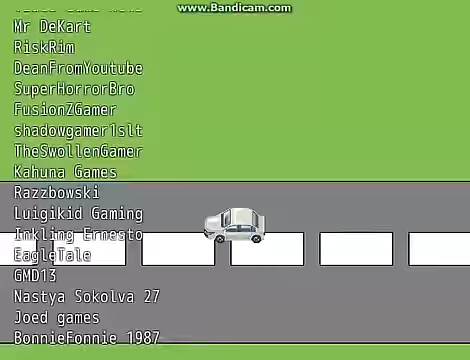 www.Bandicam.com
Mr DeKart
RiskRim
DeanFromYoutube
SuperHorrorBro
FusionZGamer
shadowgamer1slt
TheSwollenGamer
Kahuna Games
Razzbowski
Luigikid Gaming
Inkling Ernesto
EagleTale
GMD13
Nastya Sokolva 27
Joed games
BonnieFonnie 1987